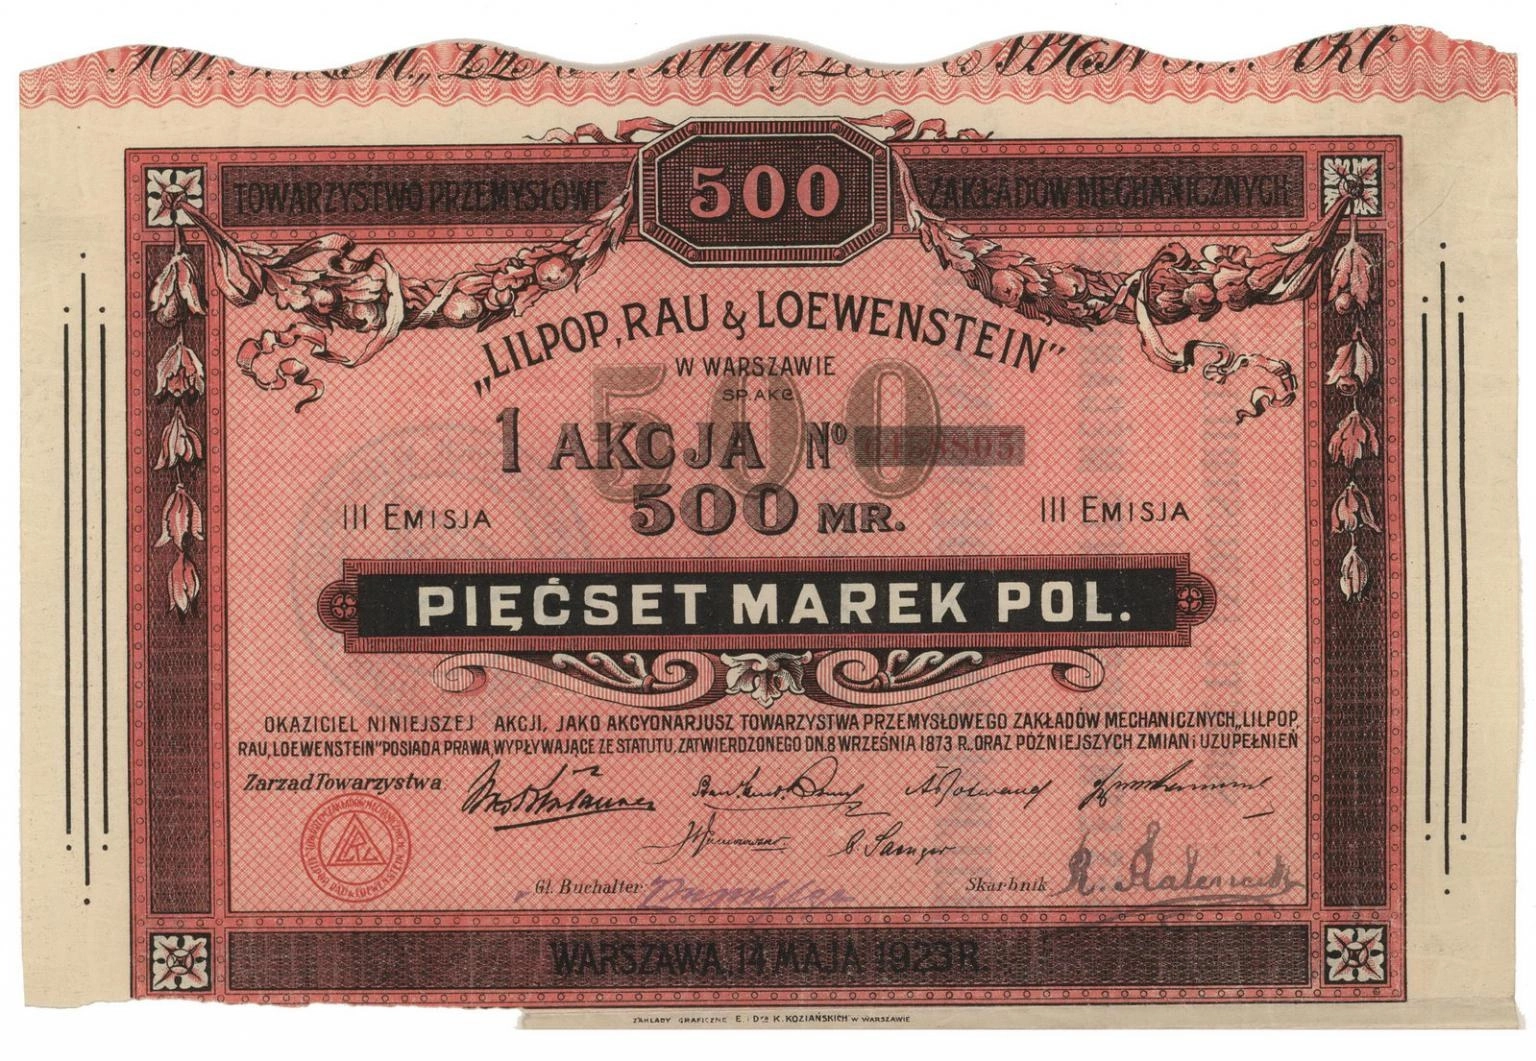 TOWARZYSTWO PRZEMYSŁOWE 500 ZAKŁADÓW MECHANICZNYCH
„LILPOP, RAU & LOEWENSTEIN"
W WARSZAWIE
SP. AKC
500
1 AKCJA No
500 MR.
III EMISJA III EMISJA
PIĘĆSET MAREK POL.
OKAZICIEL NINIEJSZEJ AKCJI, JAKO AKCYONARJUSZ TOWARZYSTWA PRZEMYSŁOWEGO ZAKŁADÓW MECHANICZNYCH „LILPOP,
RAU, LOEWENSTEIN" POSIADA PRAWA, WYPŁYWAJĄCE ZE STATUTU, ZATWIERDZONEGO DN. 8 WRZEŚNIA 1873 R. ORAZ PÓŹNIEJSZYCH ZMIAN i UZUPEŁNIEŃ
Zarzad Towarzystwa:
Gł. Buchalter: Skarbnik
WARSZAWA, 14 MAJA 1923 R.
ZAKŁADY GRAFICZNE E. i Dra K. KOZIAŃSKICH w WARSZAWIE